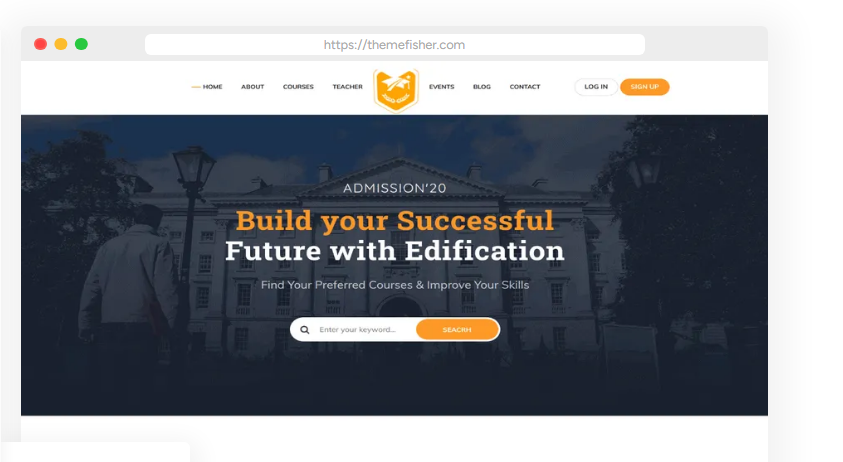 https://themefisher.com
HOME ABOUT COURSES TEACHER EVENTS BLOG CONTACT LOG IN SIGN UP
ADMISSION'20
Build your Successful
Future with Edification
Find Your Preferred Courses & Improve Your Skills
Enter your keyword... SEACRH